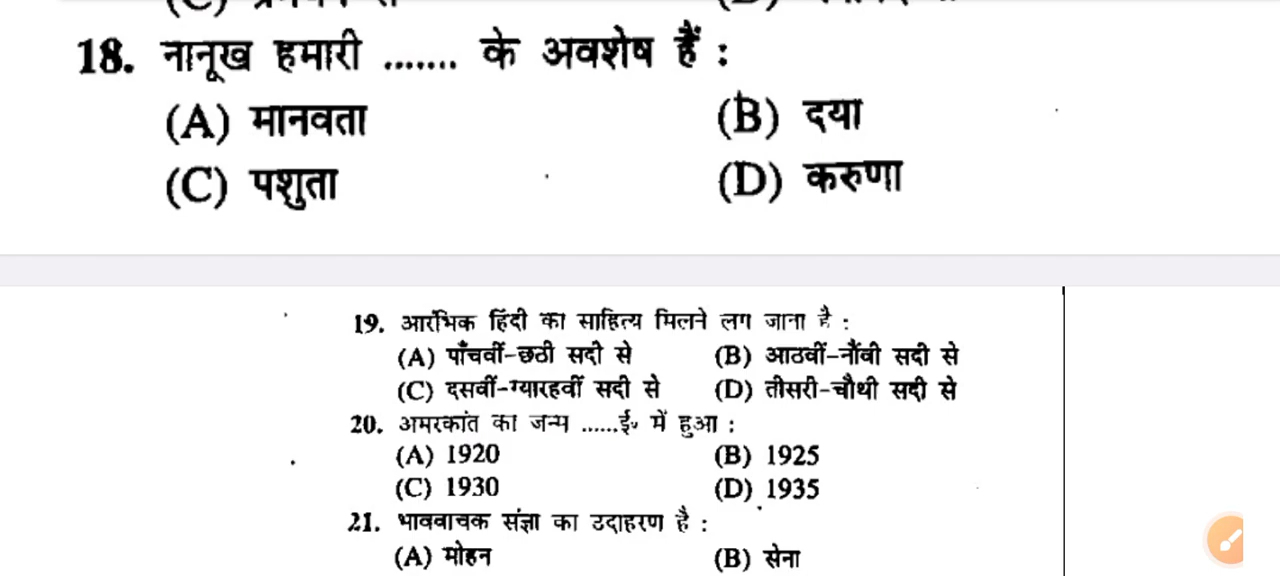 18. नानूख हमारी ....... के अवशेष हैं :
(A) मानवता (B) दया
(C) पशुता (D) करुणा
19. आरंभिक हिंदी का साहित्य मिलने लग जाना है :
(A) पाँचवीं-छठी सदी से (B) आठवीं-नौंवी सदी से
(C) दसवीं-ग्यारहवीं सदी से (D) तीसरी-चौथी सदी से
20. अमरकांत का जन्म ......ई॰ में हुआ :
(A) 1920 (B) 1925
(C) 1930 (D) 1935
21. भाववाचक संज्ञा का उदाहरण है :
(A) मोहन (B) सेना